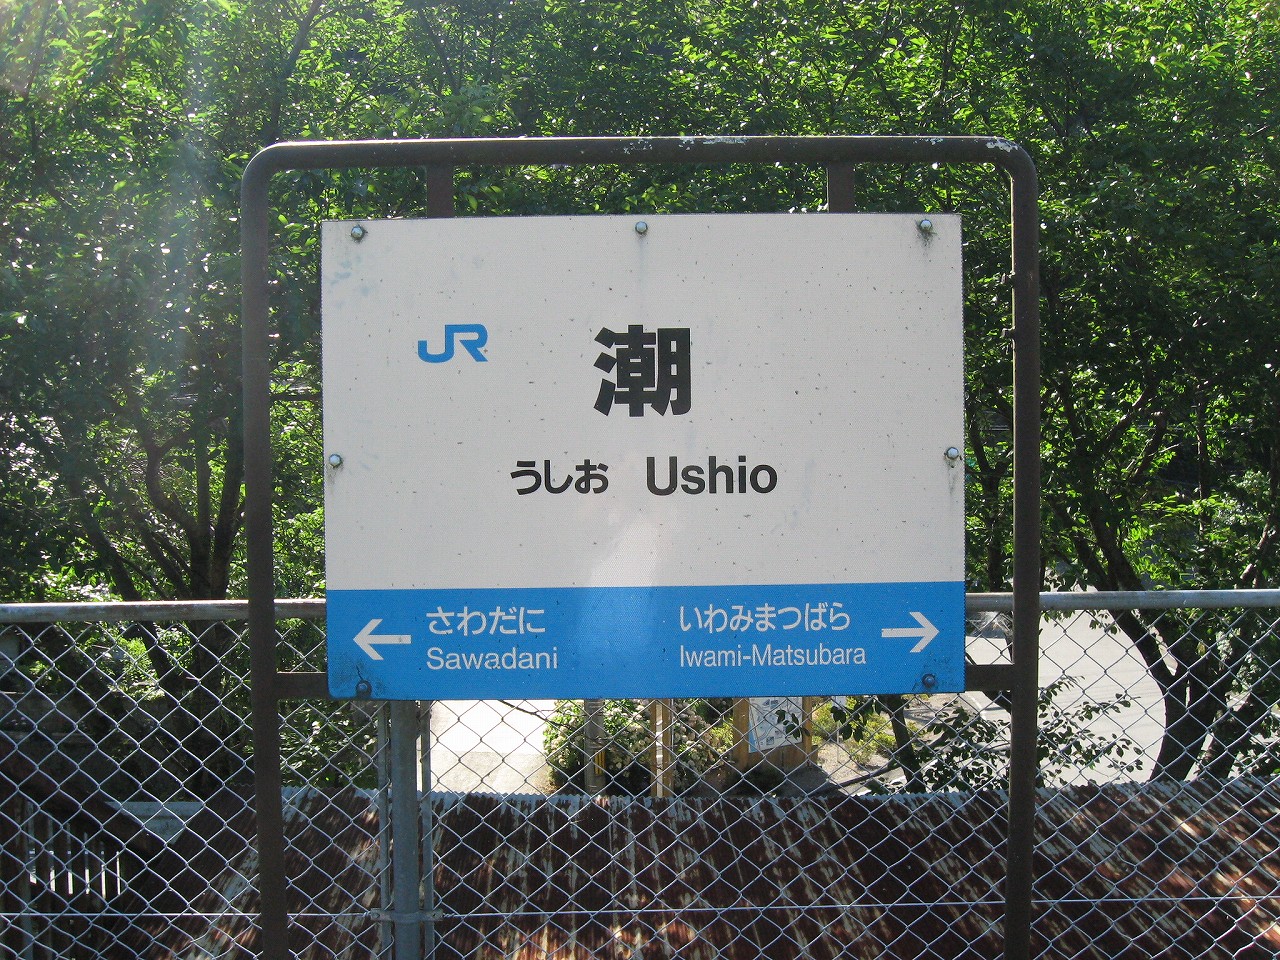 JR
潮
うしお Ushio
さわだに
Sawadani
いわみまつばら
Iwami-Matsubara